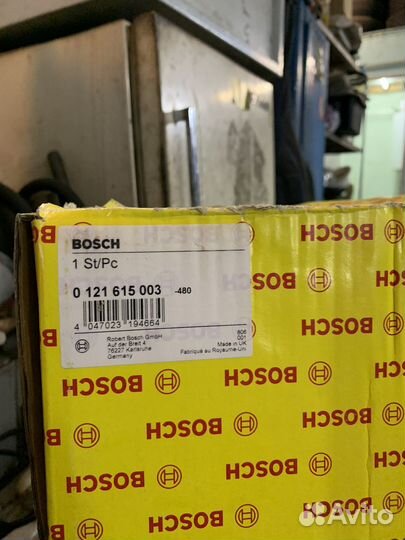 BOSCH
1 St/Pc
0 121 615 003 -480
4 047023 194664
Robert Bosch GmbH
Auf der Breit 4
76227 Karlsruhe
Germany
606
001
Made in UK
Fabriqué au Royaume-Uni
BOSCH
BOSCH
BOSCH
BOSCH
BOSCH
BOSCH
BOSCH
BOSCH
BOSCH
BOSCH
BOSCH
Avito